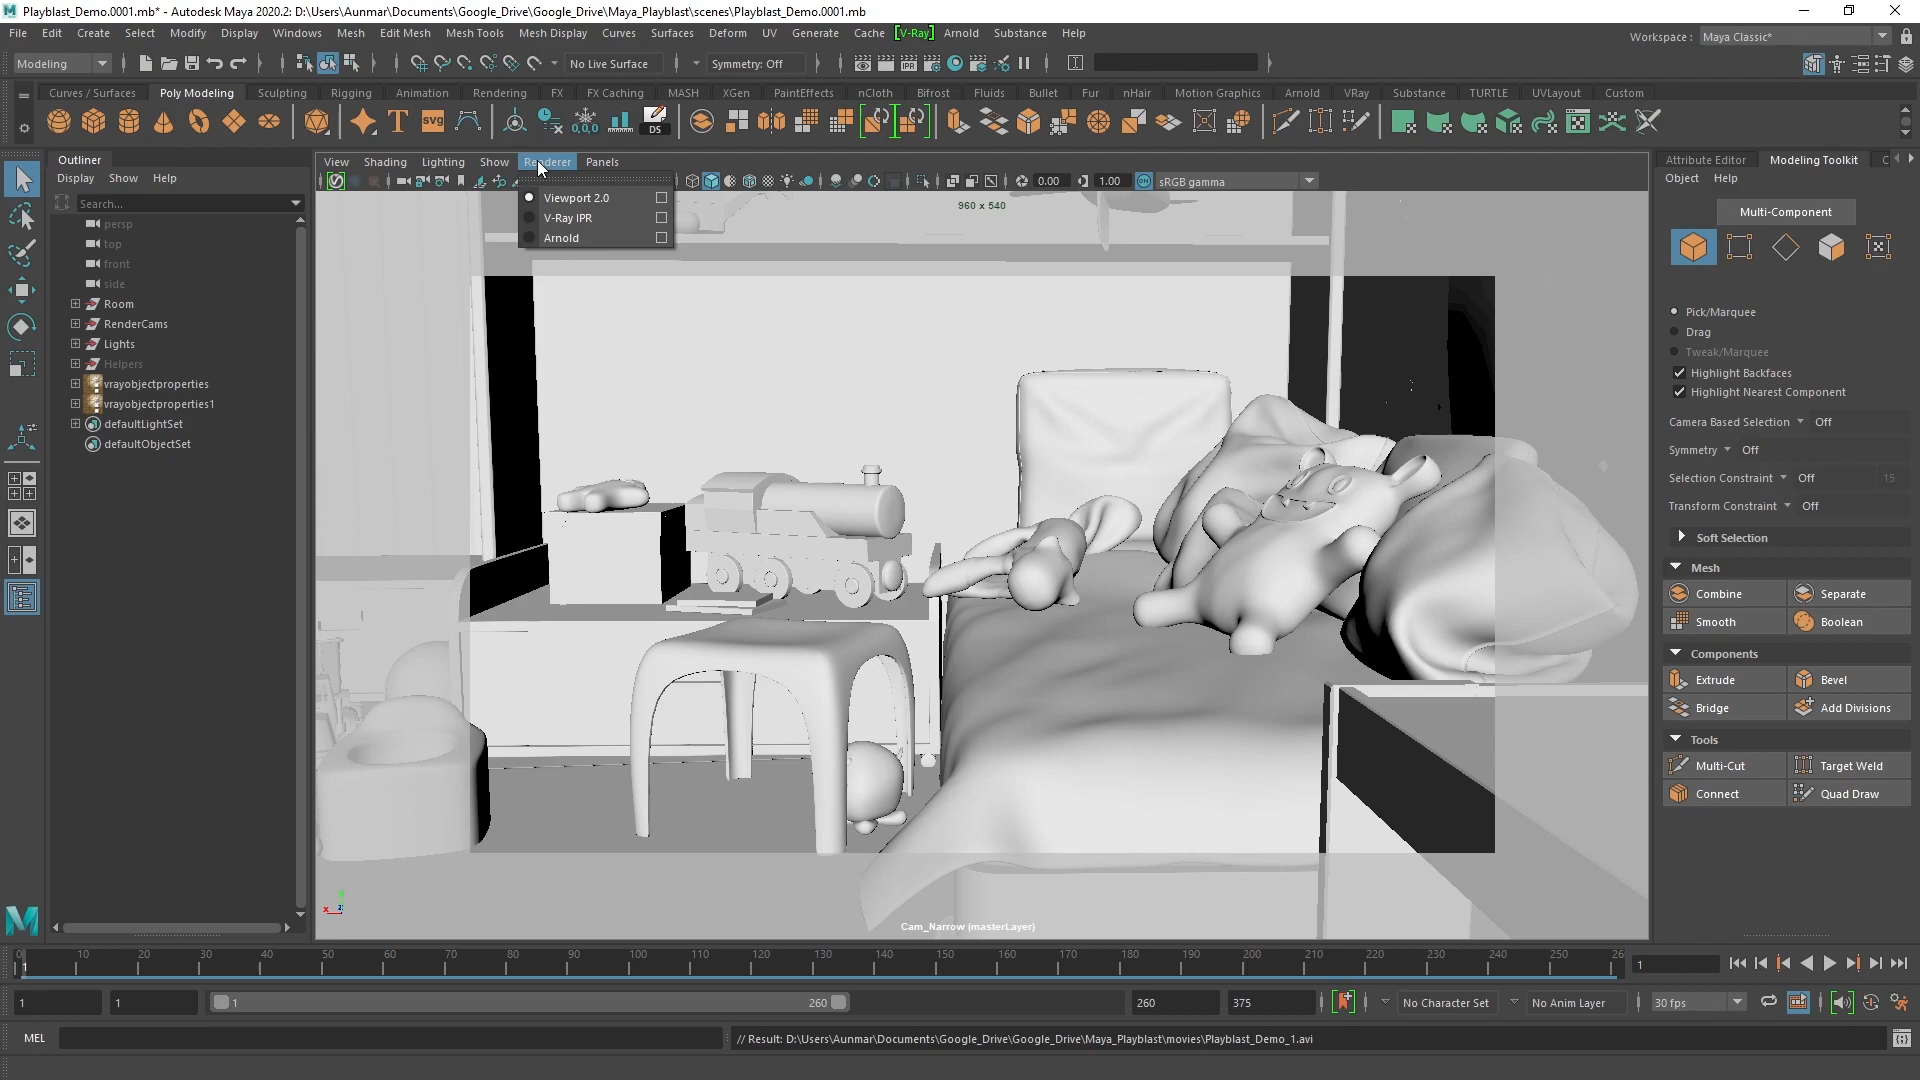 Playblast_Demo.0001.mb* - Autodesk Maya 2020.2: D:\Users\Aunmar\Documents\Google_Drive\Google_Drive\Maya_Playblast\scenes\Playblast_Demo.0001.mb
File Edit Create Select Modify Display Windows Mesh Edit Mesh Mesh Tools Mesh Display Curves Surfaces Deform UV Generate Cache [V-Ray] Arnold Substance Help
Workspace : Maya Classic*
Modeling No Live Surface Symmetry: Off
Curves / Surfaces Poly Modeling Sculpting Rigging Animation Rendering FX FX Caching MASH XGen PaintEffects nCloth Bifrost Fluids Bullet Fur nHair Motion Graphics Arnold VRay Substance TURTLE UVLayout Custom
T SVG 0,0,0 DS
Outliner
Display Show Help
Search...
persp
top
front
side
Room
RenderCams
Lights
Helpers
vrayobjectproperties
vrayobjectproperties1
defaultLightSet
defaultObjectSet
View Shading Lighting Show Renderer Panels
0.00 1.00 ON sRGB gamma
Viewport 2.0
V-Ray IPR
Arnold
960 x 540
Cam_Narrow (masterLayer)
Attribute Editor Modeling Toolkit
Object Help
Multi-Component
Pick/Marquee
Drag
Tweak/Marquee
Highlight Backfaces
Highlight Nearest Component
Camera Based Selection Off
Symmetry Off
Selection Constraint Off 15
Transform Constraint Off
Soft Selection
Mesh
Combine Separate
Smooth Boolean
Components
Extrude Bevel
Bridge Add Divisions
Tools
Multi-Cut Target Weld
Connect Quad Draw
0 10 20 30 40 50 60 70 80 90 100 110 120 130 140 150 160 170 180 190 200 210 220 230 240 250 26
1 1
1 1 1 260 260 375 No Character Set No Anim Layer 30 fps
MEL // Result: D:\Users\Aunmar\Documents\Google_Drive\Google_Drive\Maya_Playblast\movies\Playblast_Demo_1.avi